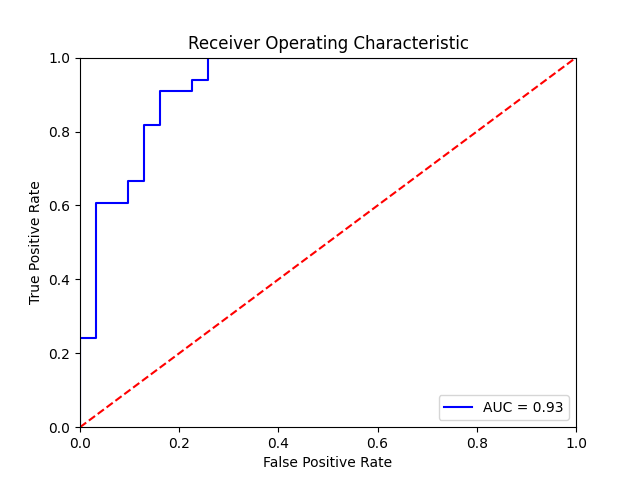 Receiver Operating Characteristic
1.0
0.8
0.6
0.4
0.2
0.0
True Positive Rate
AUC = 0.93
0.0 0.2 0.4 0.6 0.8 1.0
False Positive Rate